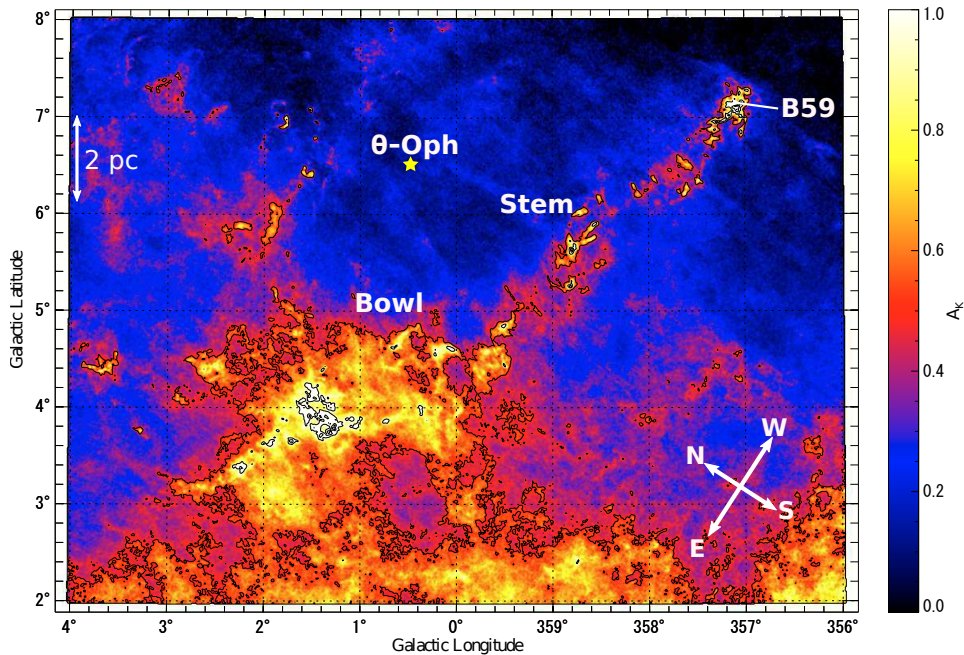 8°
7°
6°
5°
4°
3°
2°
Galactic Latitude
2 pc
θ-Oph
Stem
B59
Bowl
N
W
S
E
4°
3°
2°
1°
0°
359°
358°
357°
356°
Galactic Longitude
1.0
0.8
0.6
0.4
0.2
0.0
A_K